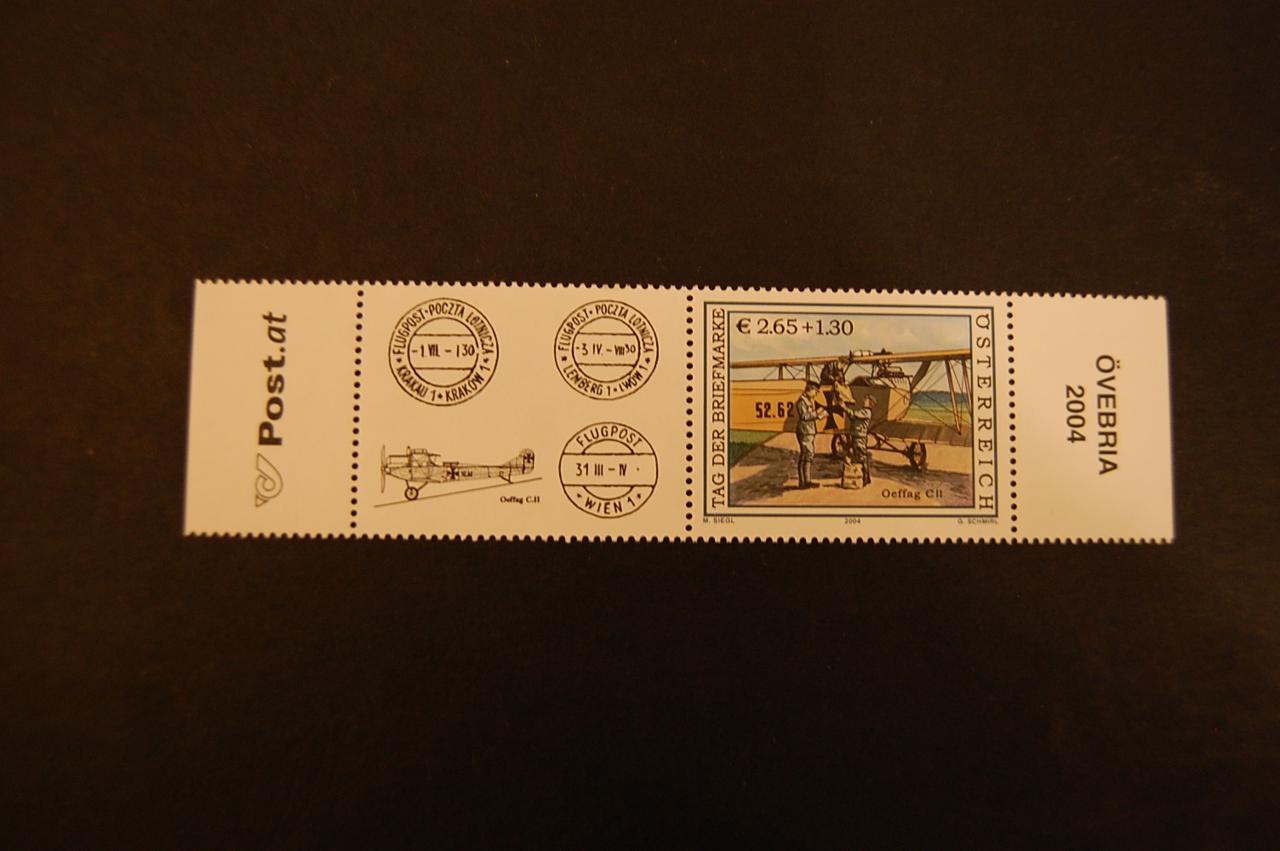 Post.at
FLUGPOST·POCZTA LOTNICZA
-1 VII. - I 30
* KRAKAU 1 * KRAKÓW 1 *
FLUGPOST·POCZTA LOTNICZA
-3 IV. - VIII 30
* LEMBERG 1 * LWÓW 1 *
Oeffag C.II
FLUGPOST
31 III - IV ·
* WIEN 1 *
TAG DER BRIEFMARKE
€ 2.65 + 1.30
52.62
Oeffag C II
ÖSTERREICH
M. SIEGL 2004 G. SCHMIRL
ÖVEBRIA
2004